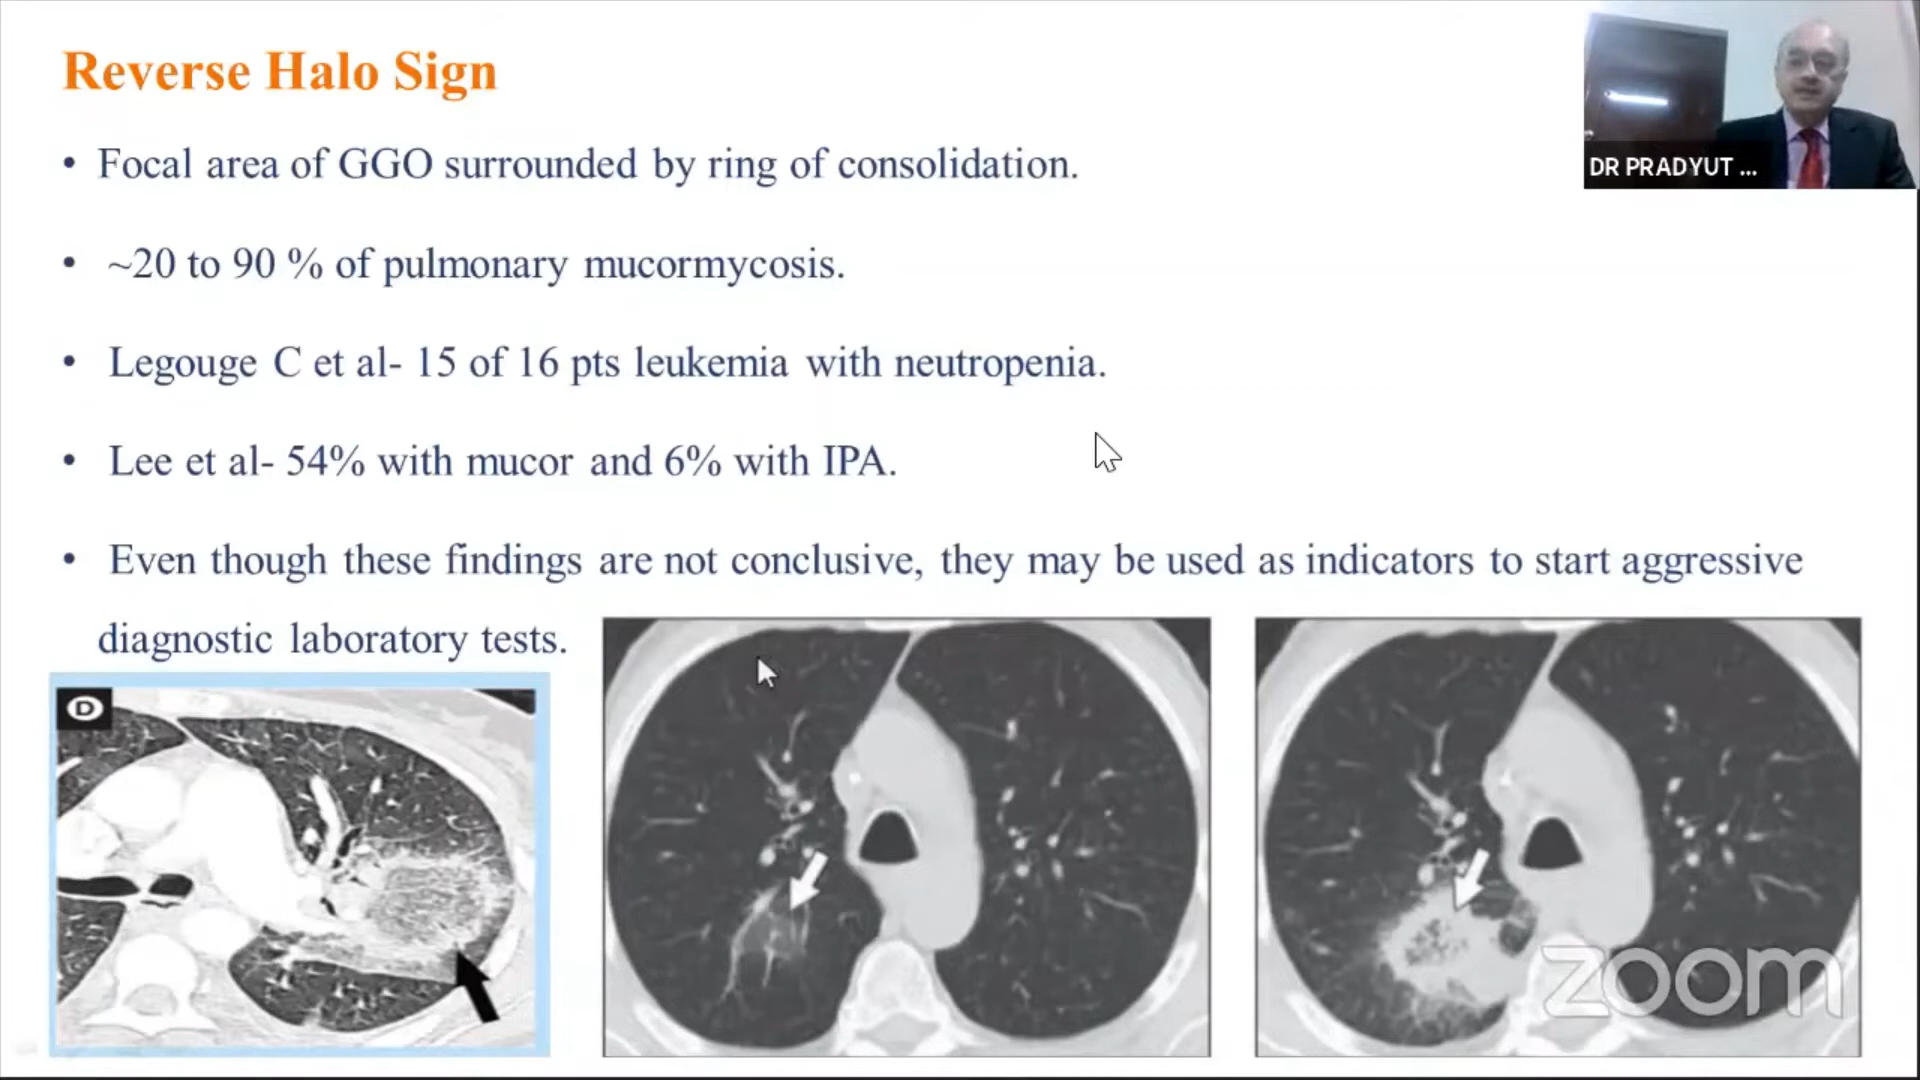 Reverse Halo Sign
DR PRADYUT ...
• Focal area of GGO surrounded by ring of consolidation.
• ~20 to 90 % of pulmonary mucormycosis.
• Legouge C et al- 15 of 16 pts leukemia with neutropenia.
• Lee et al- 54% with mucor and 6% with IPA.
• Even though these findings are not conclusive, they may be used as indicators to start aggressive
diagnostic laboratory tests.
D
zoom